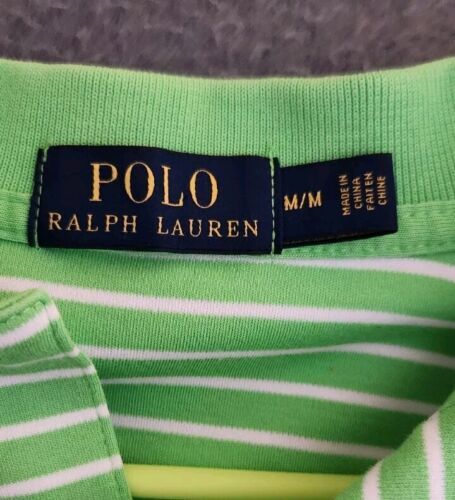 POLO
RALPH LAUREN
M/M
MADE IN
CHINA
FAIT EN
CHINE